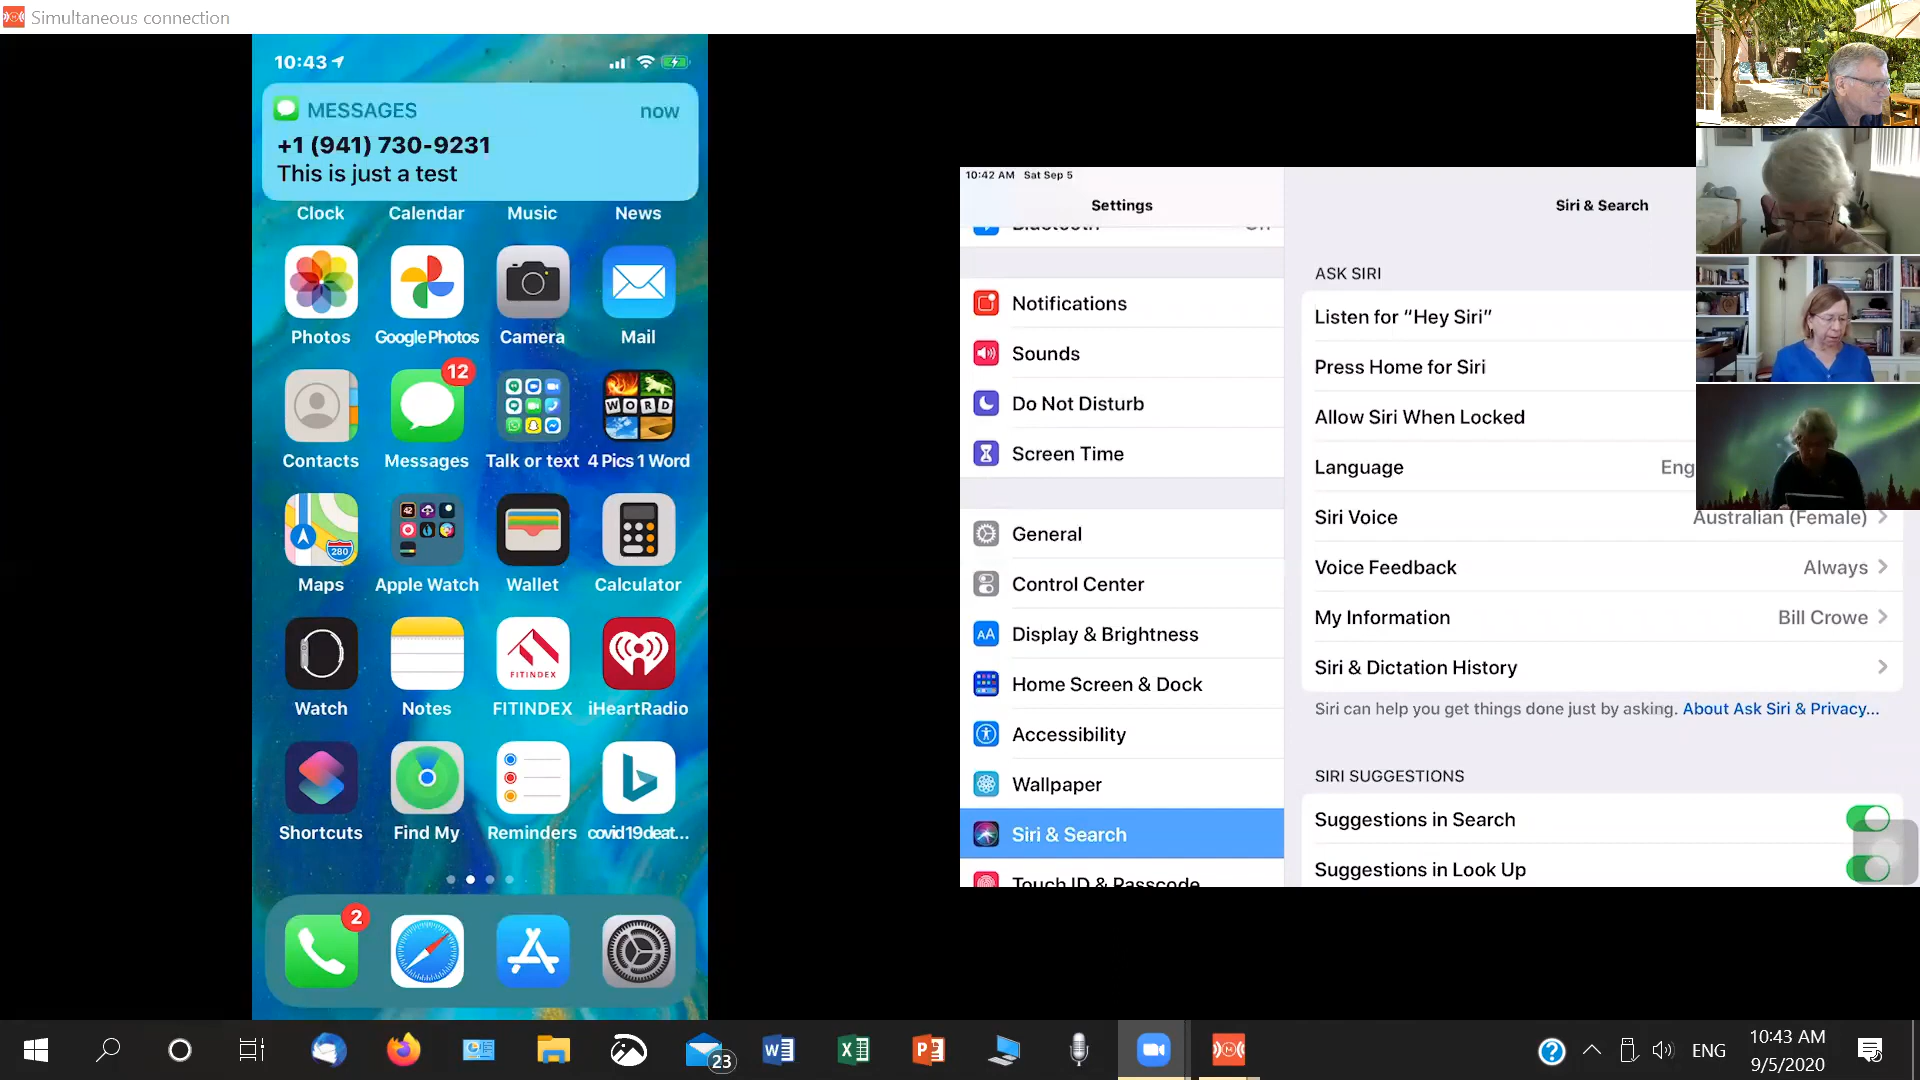 Simultaneous connection
10:43
MESSAGES now
+1 (941) 730-9231
This is just a test
Clock Calendar Music News
Photos Google Photos Camera Mail
12
WORD
Contacts Messages Talk or text 4 Pics 1 Word
280
42
Maps Apple Watch Wallet Calculator
FITINDEX
Watch Notes FITINDEX iHeartRadio
Shortcuts Find My Reminders covid19deat...
2
10:42 AM Sat Sep 5
Settings
Bluetooth
Notifications
Sounds
Do Not Disturb
Screen Time
General
Control Center
AA Display & Brightness
Home Screen & Dock
Accessibility
Wallpaper
Siri & Search
Touch ID & Passcode
Siri & Search
ASK SIRI
Listen for “Hey Siri”
Press Home for Siri
Allow Siri When Locked
Language Eng
Siri Voice Australian (Female)
Voice Feedback Always
My Information Bill Crowe
Siri & Dictation History
Siri can help you get things done just by asking. About Ask Siri & Privacy...
SIRI SUGGESTIONS
Suggestions in Search
Suggestions in Look Up
23
ENG
10:43 AM
9/5/2020